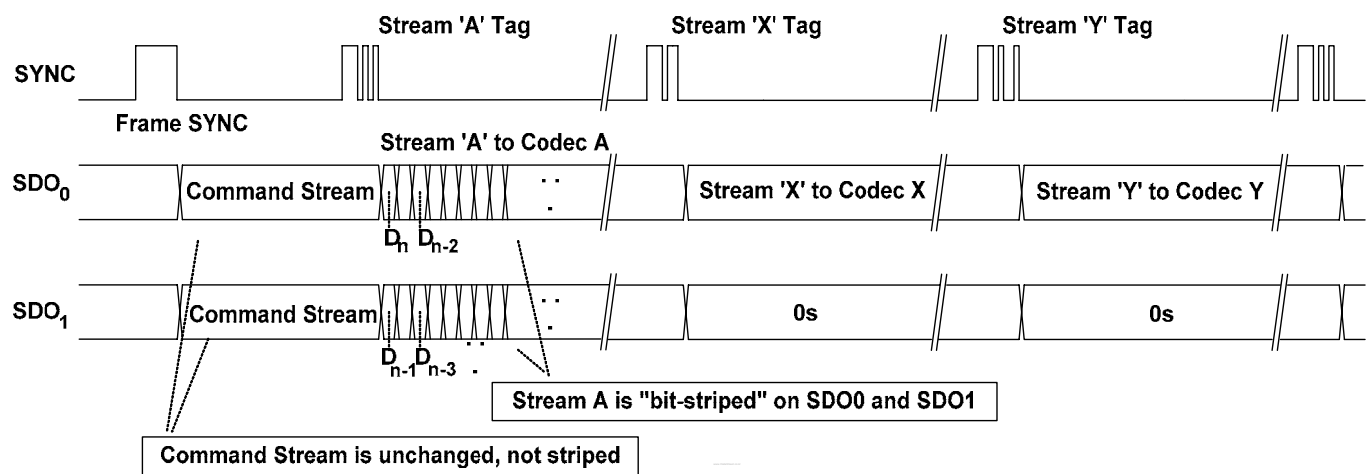 Stream 'A' Tag
Stream 'X' Tag
Stream 'Y' Tag
SYNC
Frame SYNC
Stream 'A' to Codec A
SDO0
Command Stream
. .
.
Stream 'X' to Codec X
Stream 'Y' to Codec Y
Dn
Dn-2
SDO1
Command Stream
. .
.
0s
0s
Dn-1
Dn-3
. .
.
Stream A is "bit-striped" on SDO0 and SDO1
Command Stream is unchanged, not striped